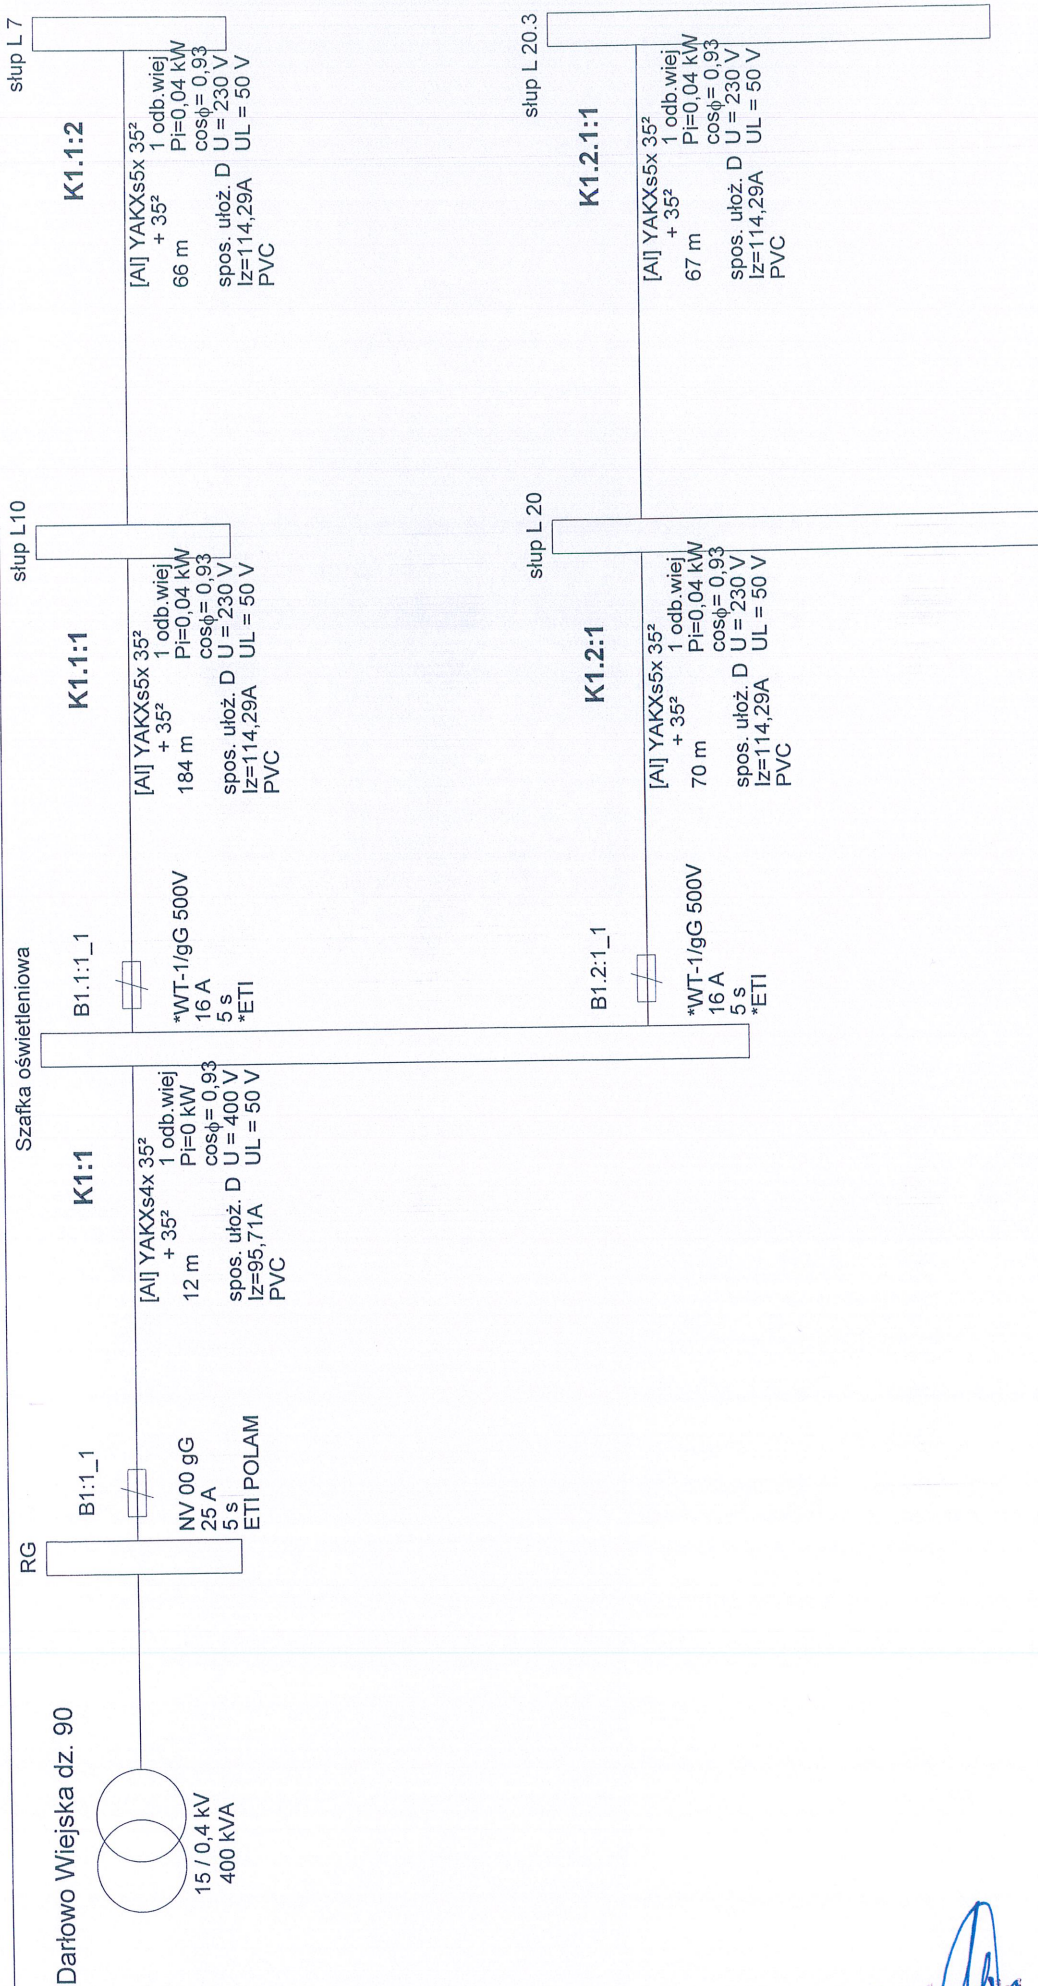 Darłowo Wiejska dz. 90
15 / 0,4 kV
400 kVA
RG
B1:1_1
NV 00 gG
25 A
5 s
ETI POLAM
K1:1
[Al] YAKXs4x 35²
+ 35²
12 m
1 odb.wiej
Pi=0 kW
cosϕ= 0,93
spos. ułoż. D U = 400 V
Iz=95,71A UL = 50 V
PVC
Szafka oświetleniowa
B1.1:1_1
*WT-1/gG 500V
16 A
5 s
*ETI
K1.1:1
[Al] YAKXs5x 35²
+ 35²
184 m
1 odb.wiej
Pi=0,04 kW
cosϕ= 0,93
spos. ułoż. D U = 230 V
Iz=114,29A UL = 50 V
PVC
słup L10
K1.1:2
[Al] YAKXs5x 35²
+ 35²
66 m
1 odb.wiej
Pi=0,04 kW
cosϕ= 0,93
spos. ułoż. D U = 230 V
Iz=114,29A UL = 50 V
PVC
słup L 7
B1.2:1_1
*WT-1/gG 500V
16 A
5 s
*ETI
K1.2:1
[Al] YAKXs5x 35²
+ 35²
70 m
1 odb.wiej
Pi=0,04 kW
cosϕ= 0,93
spos. ułoż. D U = 230 V
Iz=114,29A UL = 50 V
PVC
słup L 20
K1.2.1:1
[Al] YAKXs5x 35²
+ 35²
67 m
1 odb.wiej
Pi=0,04 kW
cosϕ= 0,93
spos. ułoż. D U = 230 V
Iz=114,29A UL = 50 V
PVC
słup L 20.3